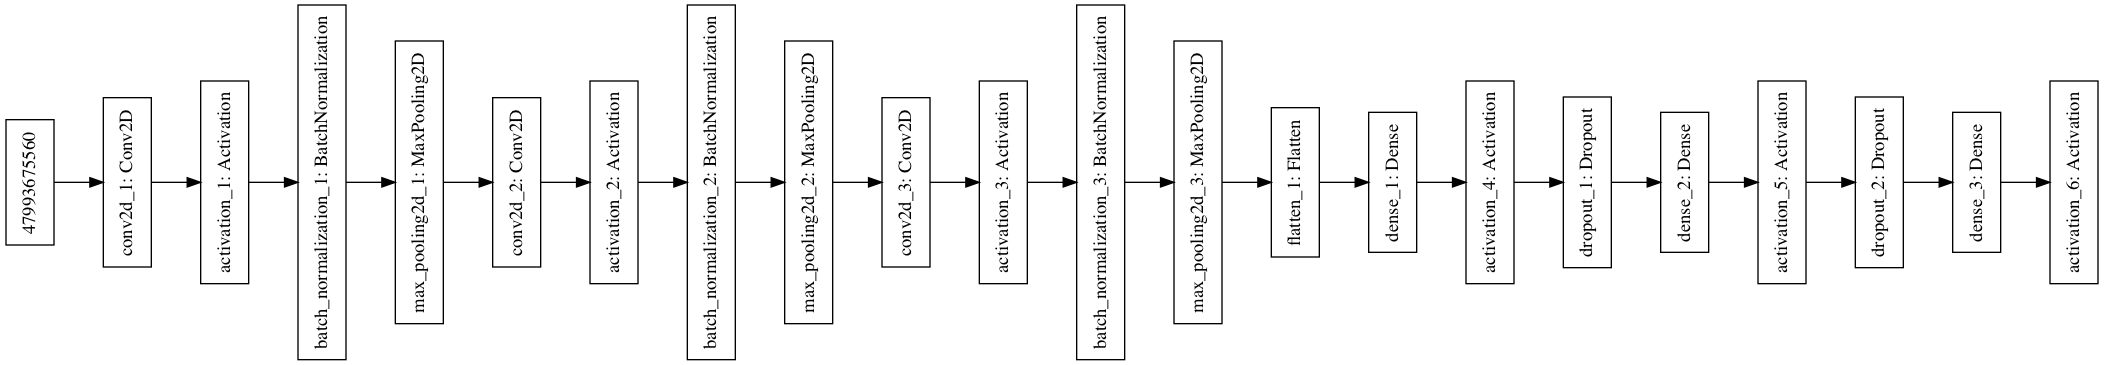 47993675560
conv2d_1: Conv2D
activation_1: Activation
batch_normalization_1: BatchNormalization
max_pooling2d_1: MaxPooling2D
conv2d_2: Conv2D
activation_2: Activation
batch_normalization_2: BatchNormalization
max_pooling2d_2: MaxPooling2D
conv2d_3: Conv2D
activation_3: Activation
batch_normalization_3: BatchNormalization
max_pooling2d_3: MaxPooling2D
flatten_1: Flatten
dense_1: Dense
activation_4: Activation
dropout_1: Dropout
dense_2: Dense
activation_5: Activation
dropout_2: Dropout
dense_3: Dense
activation_6: Activation